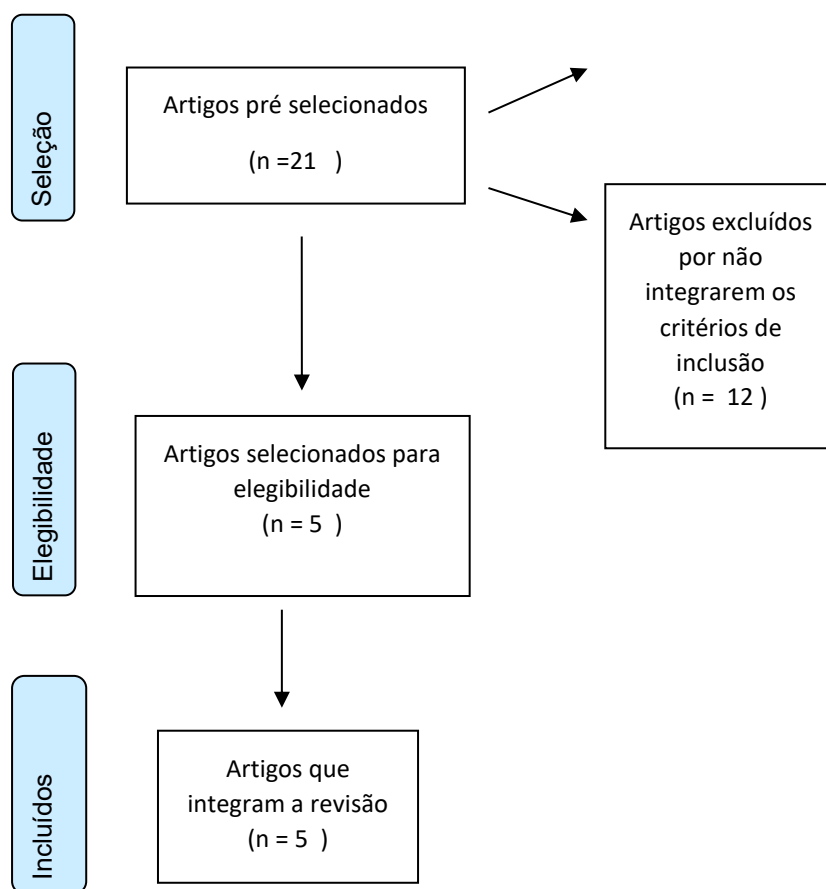 Seleção
Artigos pré selecionados
(n =21   )
Artigos excluídos
por não
integrarem os
critérios de
inclusão
(n =  12 )
Elegibilidade
Artigos selecionados para
elegibilidade
(n = 5  )
Incluídos
Artigos que
integram a revisão
(n = 5  )